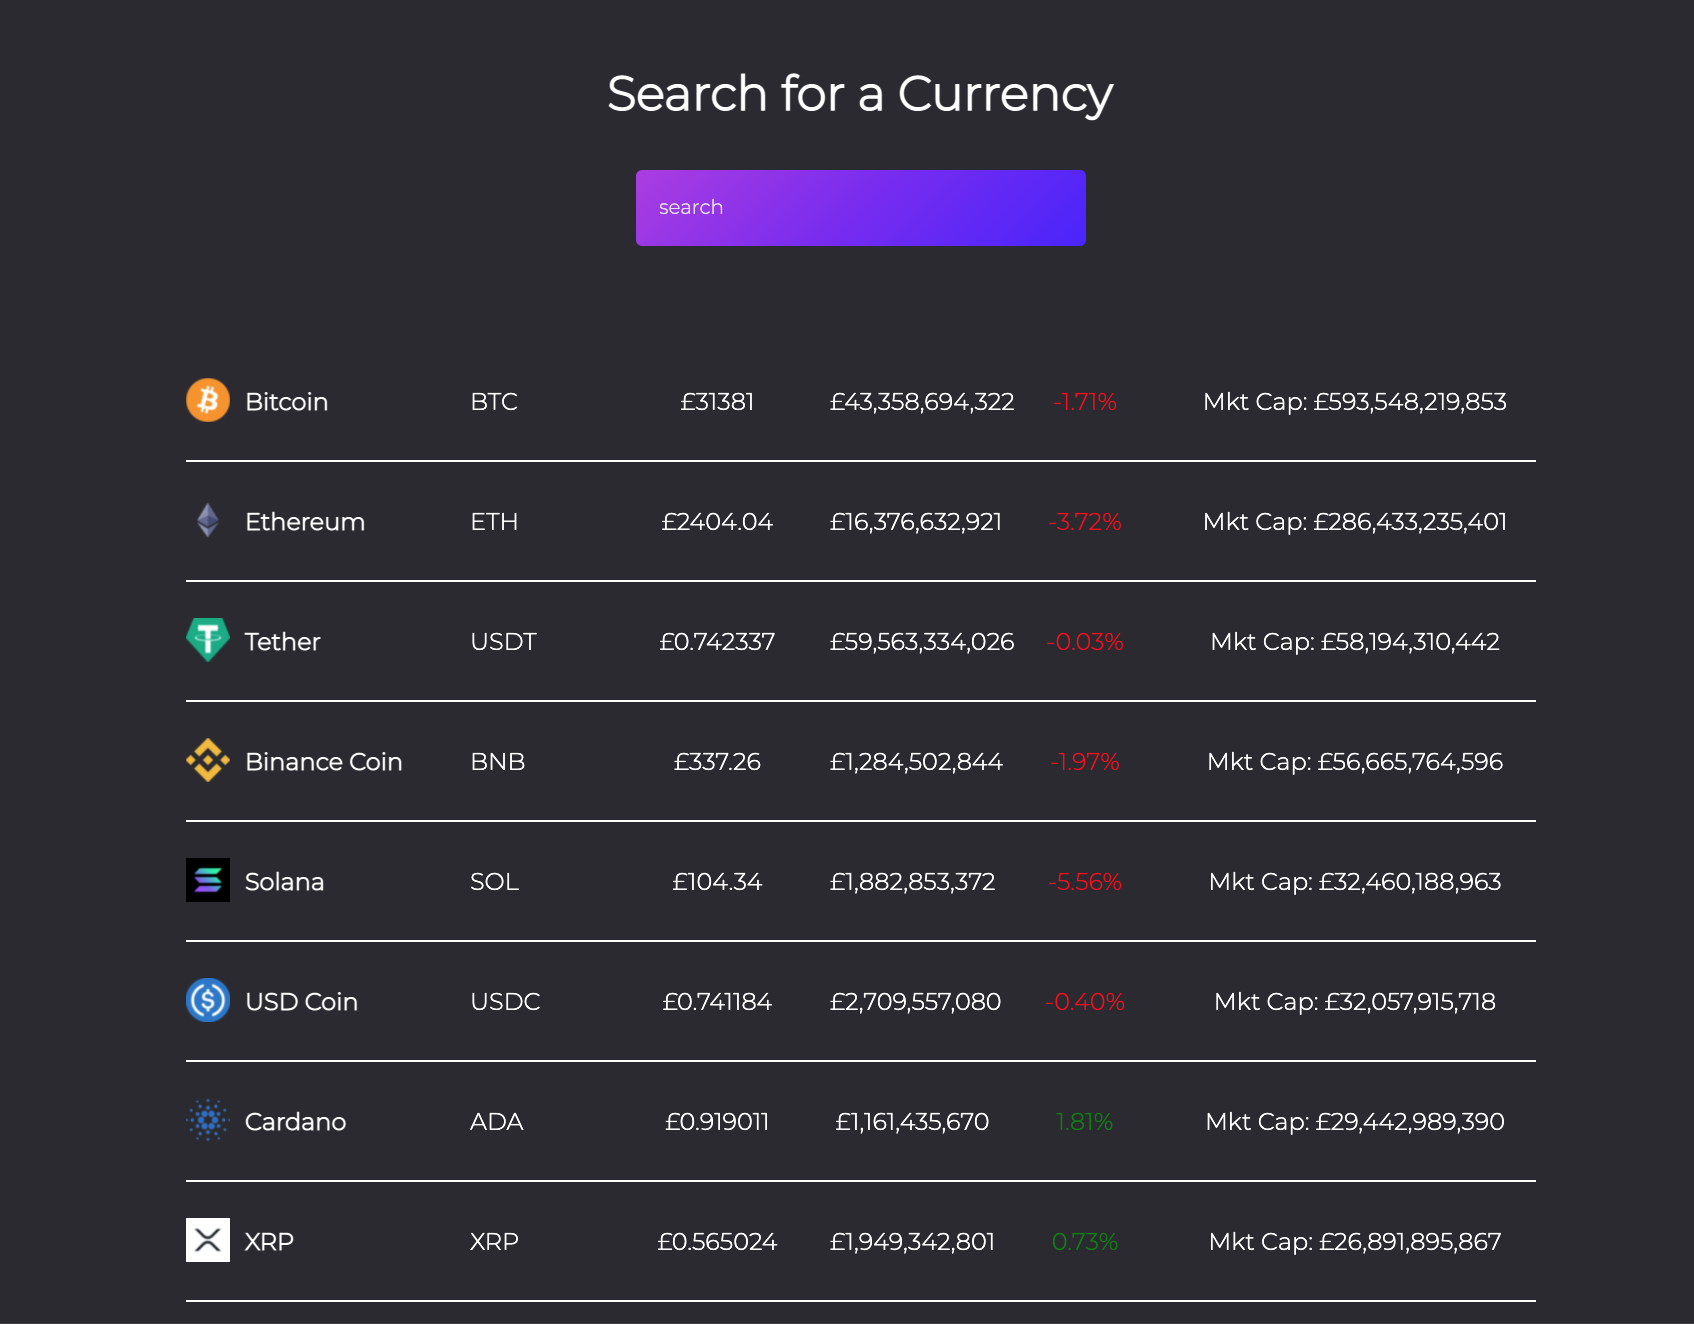 Search for a Currency
search
Bitcoin BTC £31381 £43,358,694,322 -1.71% Mkt Cap: £593,548,219,853
Ethereum ETH £2404.04 £16,376,632,921 -3.72% Mkt Cap: £286,433,235,401
Tether USDT £0.742337 £59,563,334,026 -0.03% Mkt Cap: £58,194,310,442
Binance Coin BNB £337.26 £1,284,502,844 -1.97% Mkt Cap: £56,665,764,596
Solana SOL £104.34 £1,882,853,372 -5.56% Mkt Cap: £32,460,188,963
USD Coin USDC £0.741184 £2,709,557,080 -0.40% Mkt Cap: £32,057,915,718
Cardano ADA £0.919011 £1,161,435,670 1.81% Mkt Cap: £29,442,989,390
XRP XRP £0.565024 £1,949,342,801 0.73% Mkt Cap: £26,891,895,867